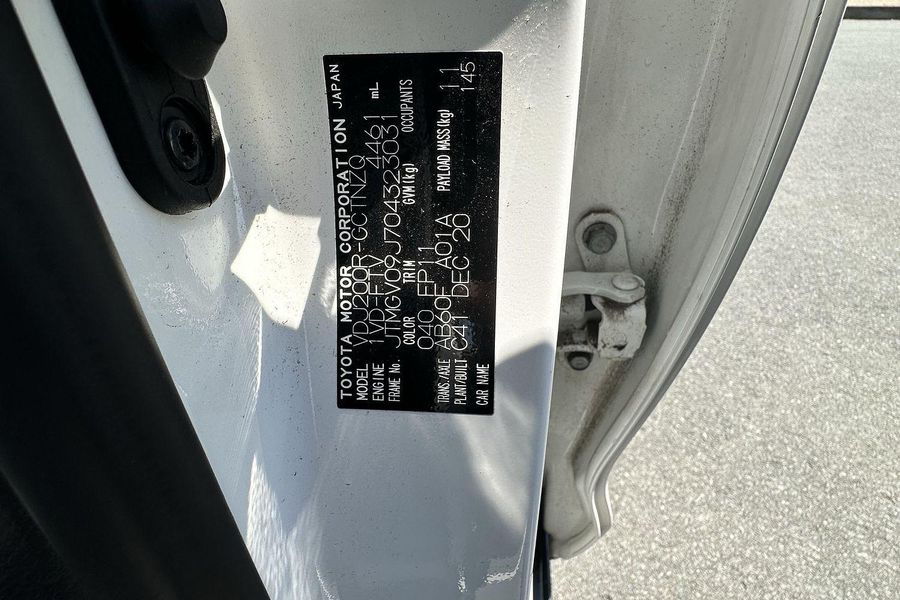 TOYOTA MOTOR CORPORATION JAPAN
MODEL VDJ200R-GCTNZQ
ENGINE 1VD-FTV 4461 mL
FRAME No. JTMGV09J704323031
COLOR TRIM GVM(kg) OCCUPANTS
040 EP11
TRANS./AXLE AB60F A01A PAYLOAD MASS(kg) 11
PLANT/BUILT C41 DEC 20 145
CAR NAME